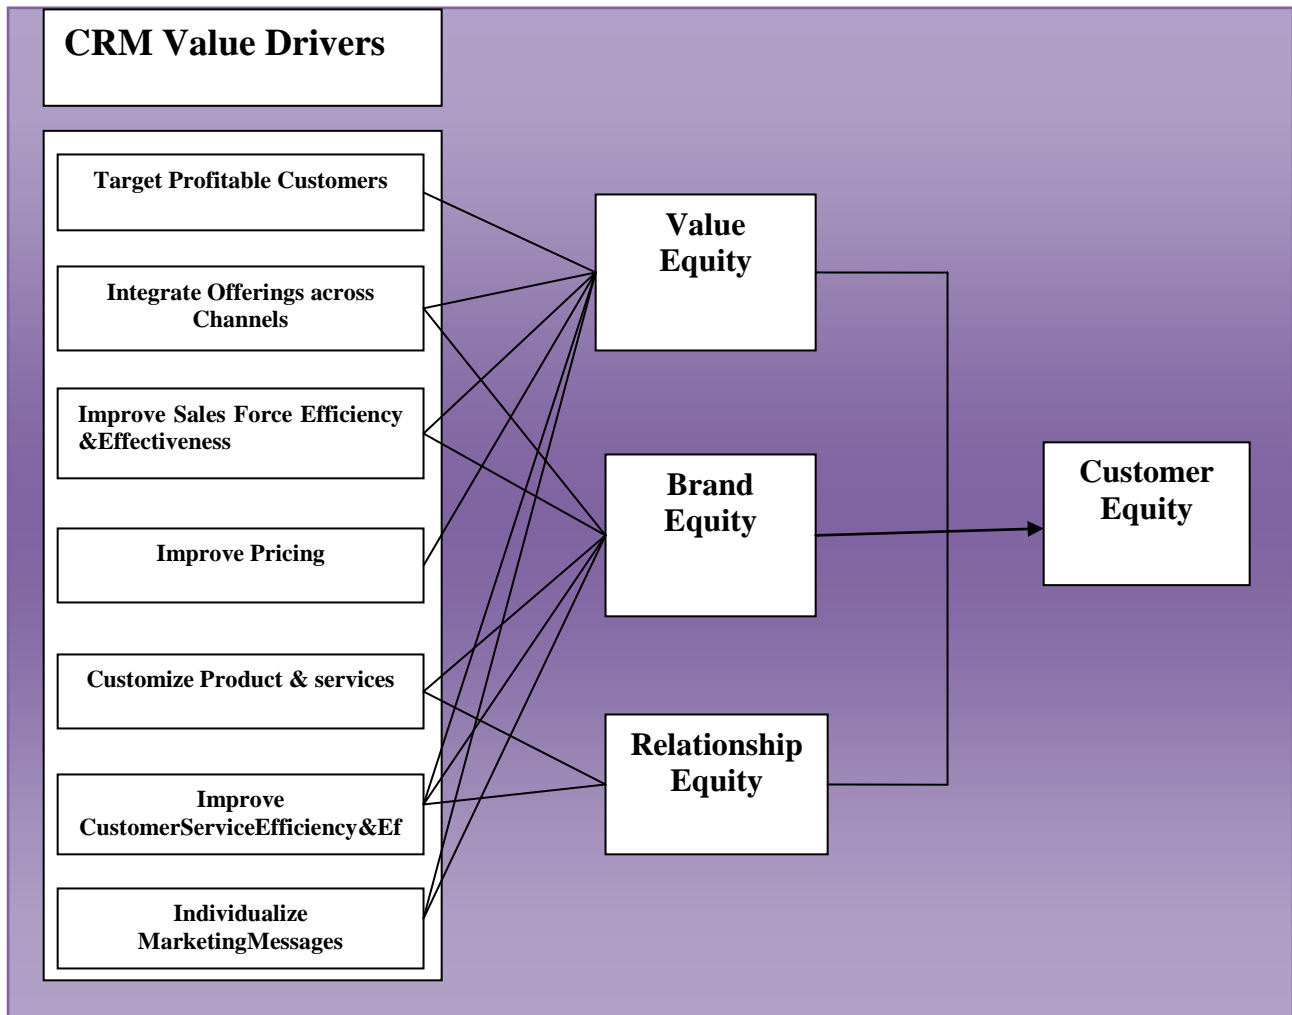 CRM Value Drivers
Target Profitable Customers
Integrate Offerings across
Channels
Improve Sales Force Efficiency
&Effectiveness
Improve Pricing
Customize Product & services
Improve
CustomerServiceEfficiency&Ef
Individualize
MarketingMessages
Value
Equity
Brand
Equity
Relationship
Equity
Customer
Equity